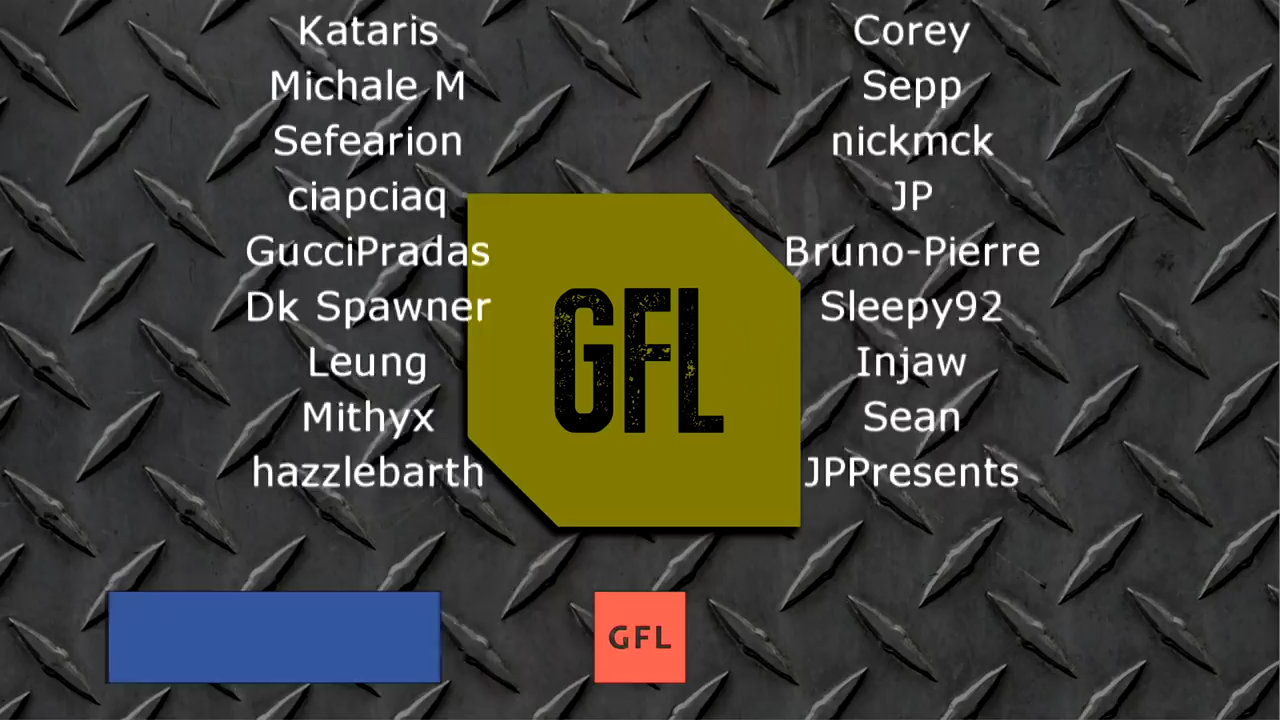 Kataris
Michale M
Sefearion
ciapciaq
GucciPradas
Dk Spawner
Leung
Mithyx
hazzlebarth
Corey
Sepp
nickmck
JP
Bruno-Pierre
Sleepy92
Injaw
Sean
JPPresents
GFL
GFL